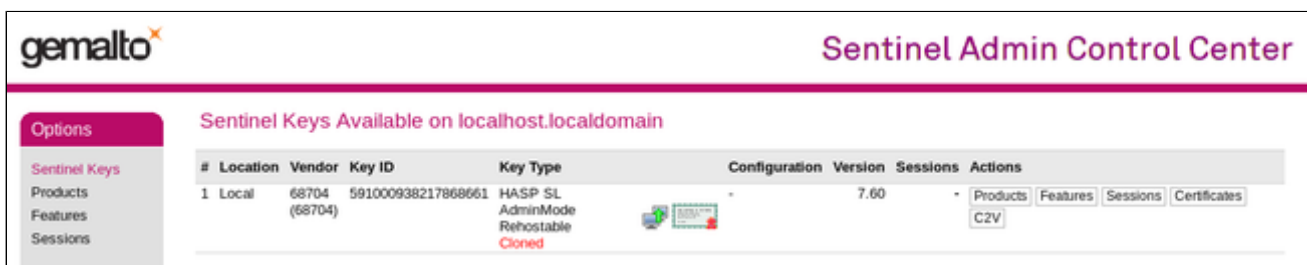 gemalto
Sentinel Admin Control Center
Options
Sentinel Keys
Products
Features
Sessions
Sentinel Keys Available on localhost.localdomain
# Location Vendor Key ID Key Type Configuration Version Sessions Actions
1 Local 68704 591000938217868661 HASP SL - 7.60 - Products Features Sessions Certificates
(68704) AdminMode C2V
Rehostable
Cloned